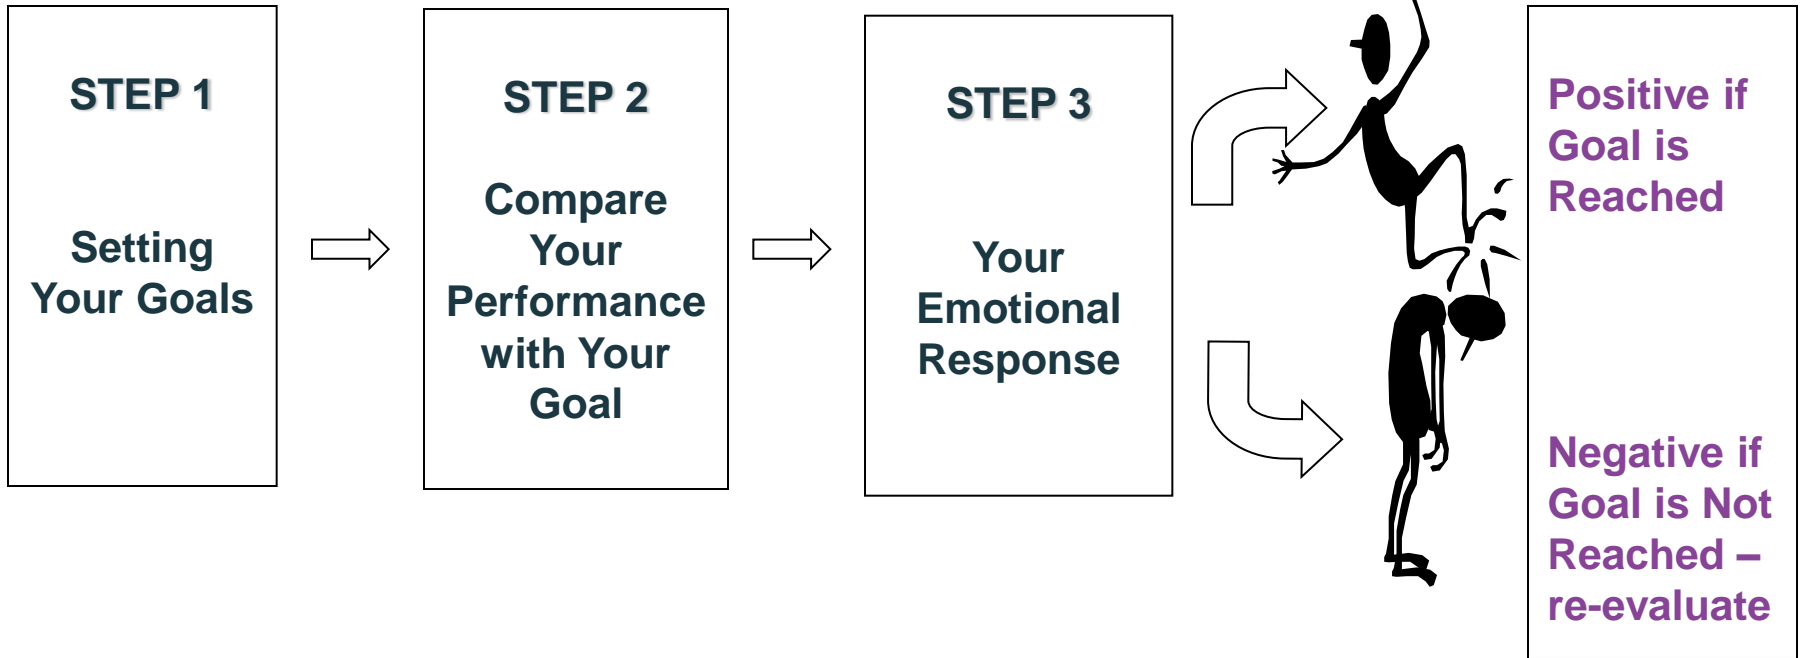 STEP 1
Setting
Your Goals
STEP 2
Compare
Your
Performance
with Your
Goal
STEP 3
Your
Emotional
Response
Positive if
Goal is
Reached
Negative if
Goal is Not
Reached –
re-evaluate